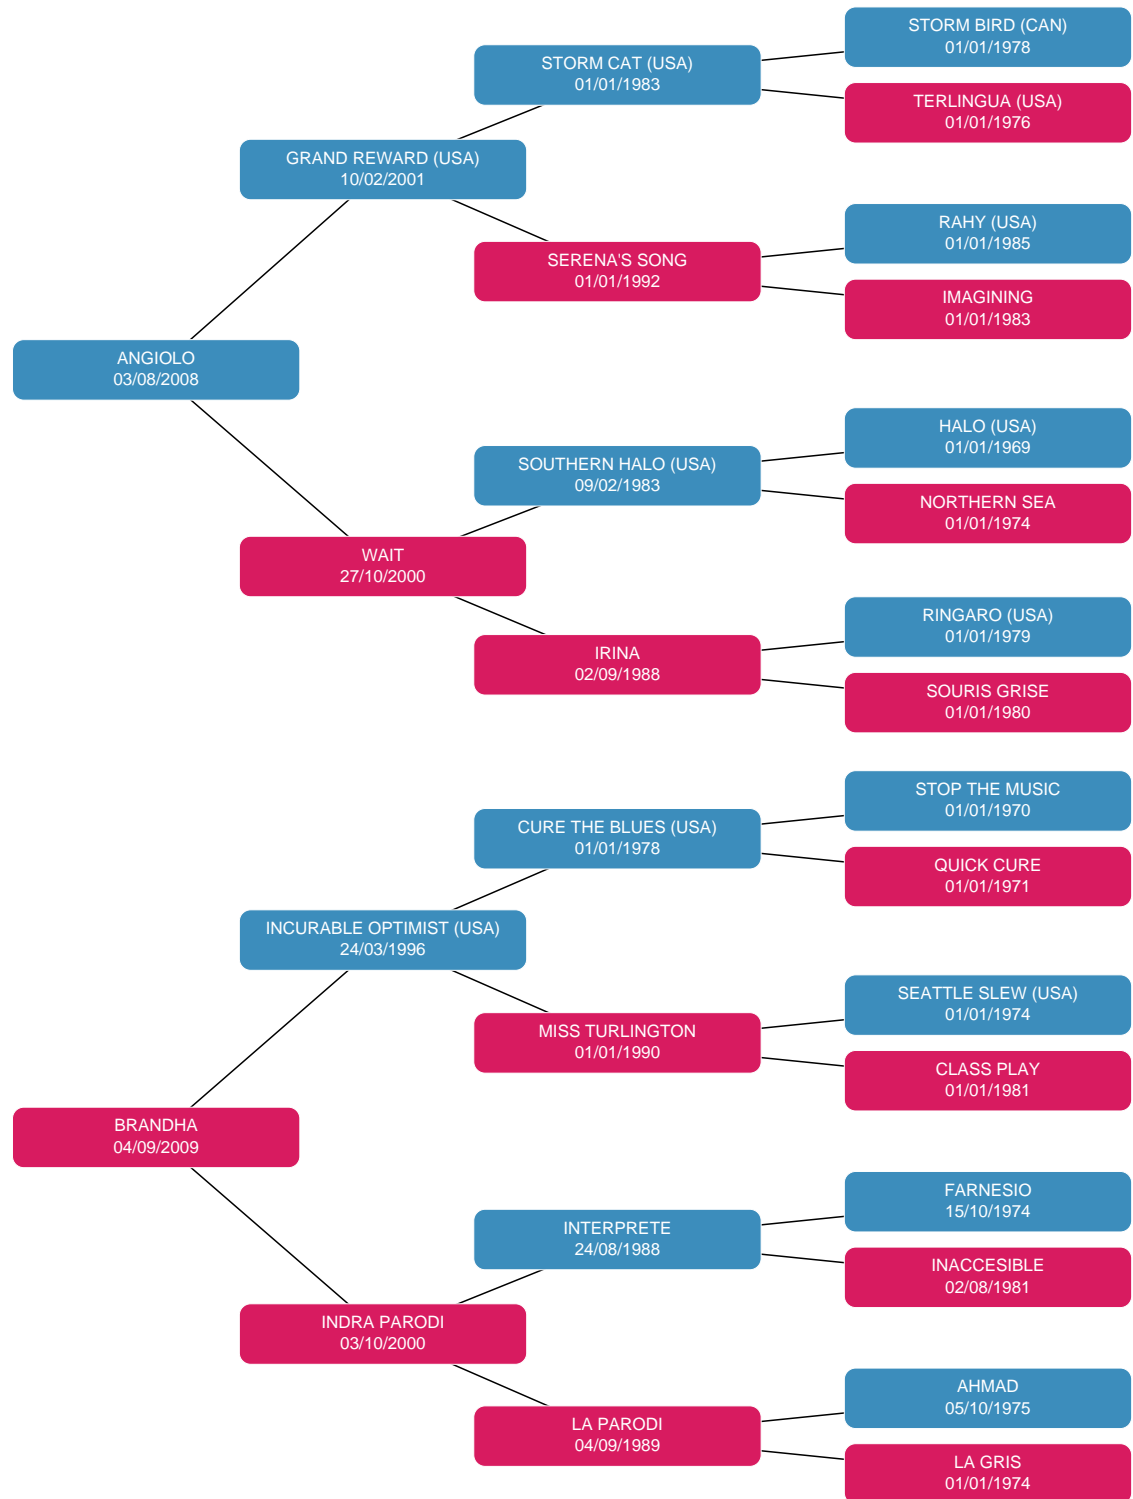 STORM BIRD (CAN)
01/01/1978
STORM CAT (USA)
01/01/1983
TERLINGUA (USA)
01/01/1976
GRAND REWARD (USA)
10/02/2001
RAHY (USA)
01/01/1985
SERENA'S SONG
01/01/1992
IMAGINING
01/01/1983
ANGIOLO
03/08/2008
HALO (USA)
01/01/1969
SOUTHERN HALO (USA)
09/02/1983
NORTHERN SEA
01/01/1974
WAIT
27/10/2000
RINGARO (USA)
01/01/1979
IRINA
02/09/1988
SOURIS GRISE
01/01/1980
STOP THE MUSIC
01/01/1970
CURE THE BLUES (USA)
01/01/1978
QUICK CURE
01/01/1971
INCURABLE OPTIMIST (USA)
24/03/1996
SEATTLE SLEW (USA)
01/01/1974
MISS TURLINGTON
01/01/1990
CLASS PLAY
01/01/1981
BRANDHA
04/09/2009
FARNESIO
15/10/1974
INTERPRETE
24/08/1988
INACCESIBLE
02/08/1981
INDRA PARODI
03/10/2000
AHMAD
05/10/1975
LA PARODI
04/09/1989
LA GRIS
01/01/1974